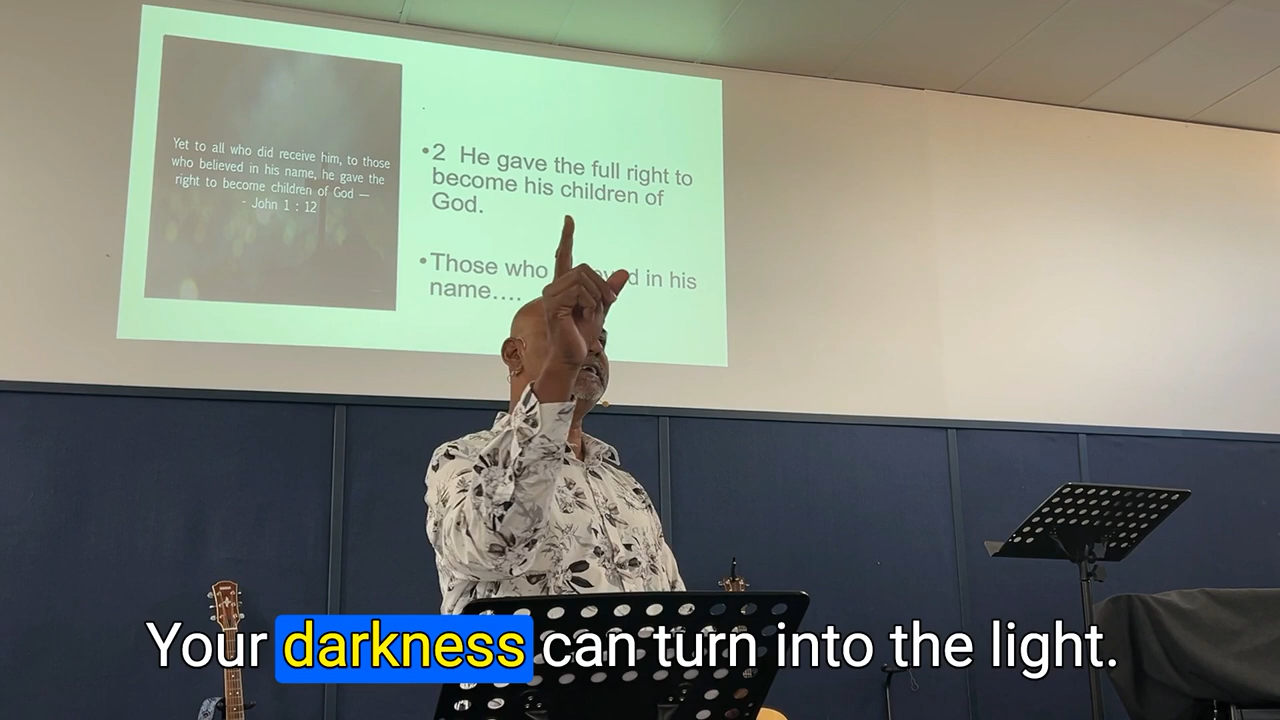 Yet to all who did receive him, to those
who believed in his name, he gave the
right to become children of God —
- John 1 : 12
•2 He gave the full right to
become his children of
God.
•Those who in his
name....
Your darkness can turn into the light.